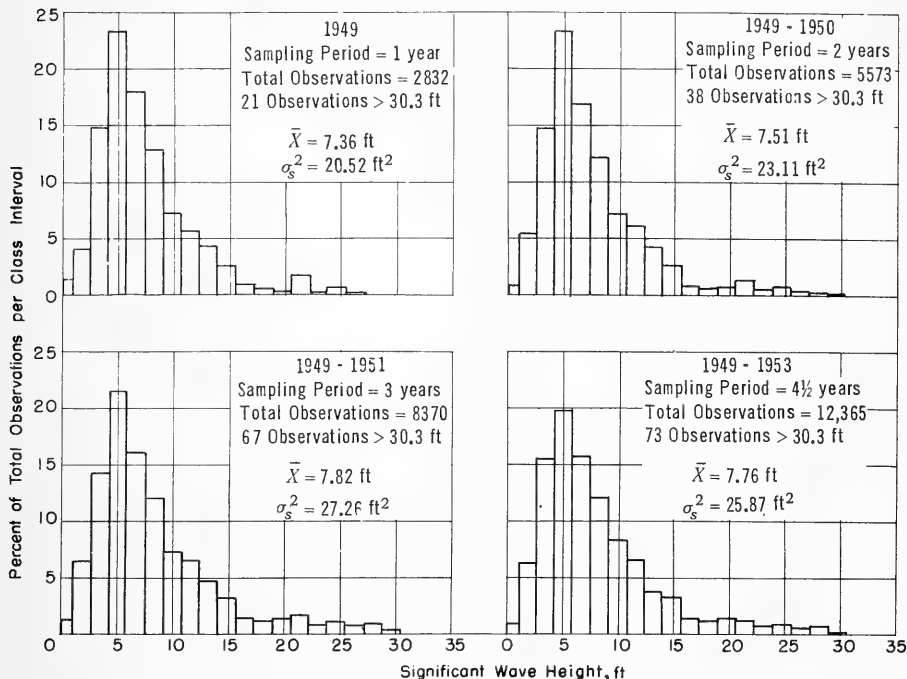 25
20
15
10
5
0
1949
Sampling Period = 1 year
Total Observations = 2832
21 Observations > 30.3 ft
X̄ = 7.36 ft
σs² = 20.52 ft²
1949 - 1950
Sampling Period = 2 years
Total Observations = 5573
38 Observations > 30.3 ft
X̄ = 7.51 ft
σs² = 23.11 ft²
25
20
15
10
5
0 5 10 15 20 25 30 35
1949 - 1951
Sampling Period = 3 years
Total Observations = 8370
67 Observations > 30.3 ft
X̄ = 7.82 ft
σs² = 27.26 ft²
0 5 10 15 20 25 30 35
1949 - 1953
Sampling Period = 4½ years
Total Observations = 12,365
73 Observations > 30.3 ft
X̄ = 7.76 ft
σs² = 25.87 ft²
Percent of Total Observations per Class Interval
Significant Wave Height, ft